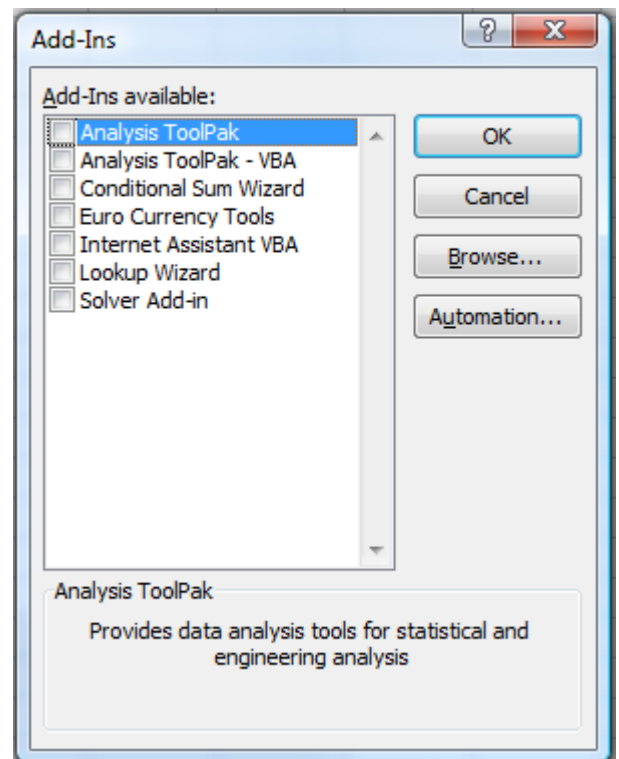 Add-Ins
?
X
Add-Ins available:
Analysis ToolPak
Analysis ToolPak - VBA
Conditional Sum Wizard
Euro Currency Tools
Internet Assistant VBA
Lookup Wizard
Solver Add-in
OK
Cancel
Browse...
Automation...
Analysis ToolPak
Provides data analysis tools for statistical and
engineering analysis